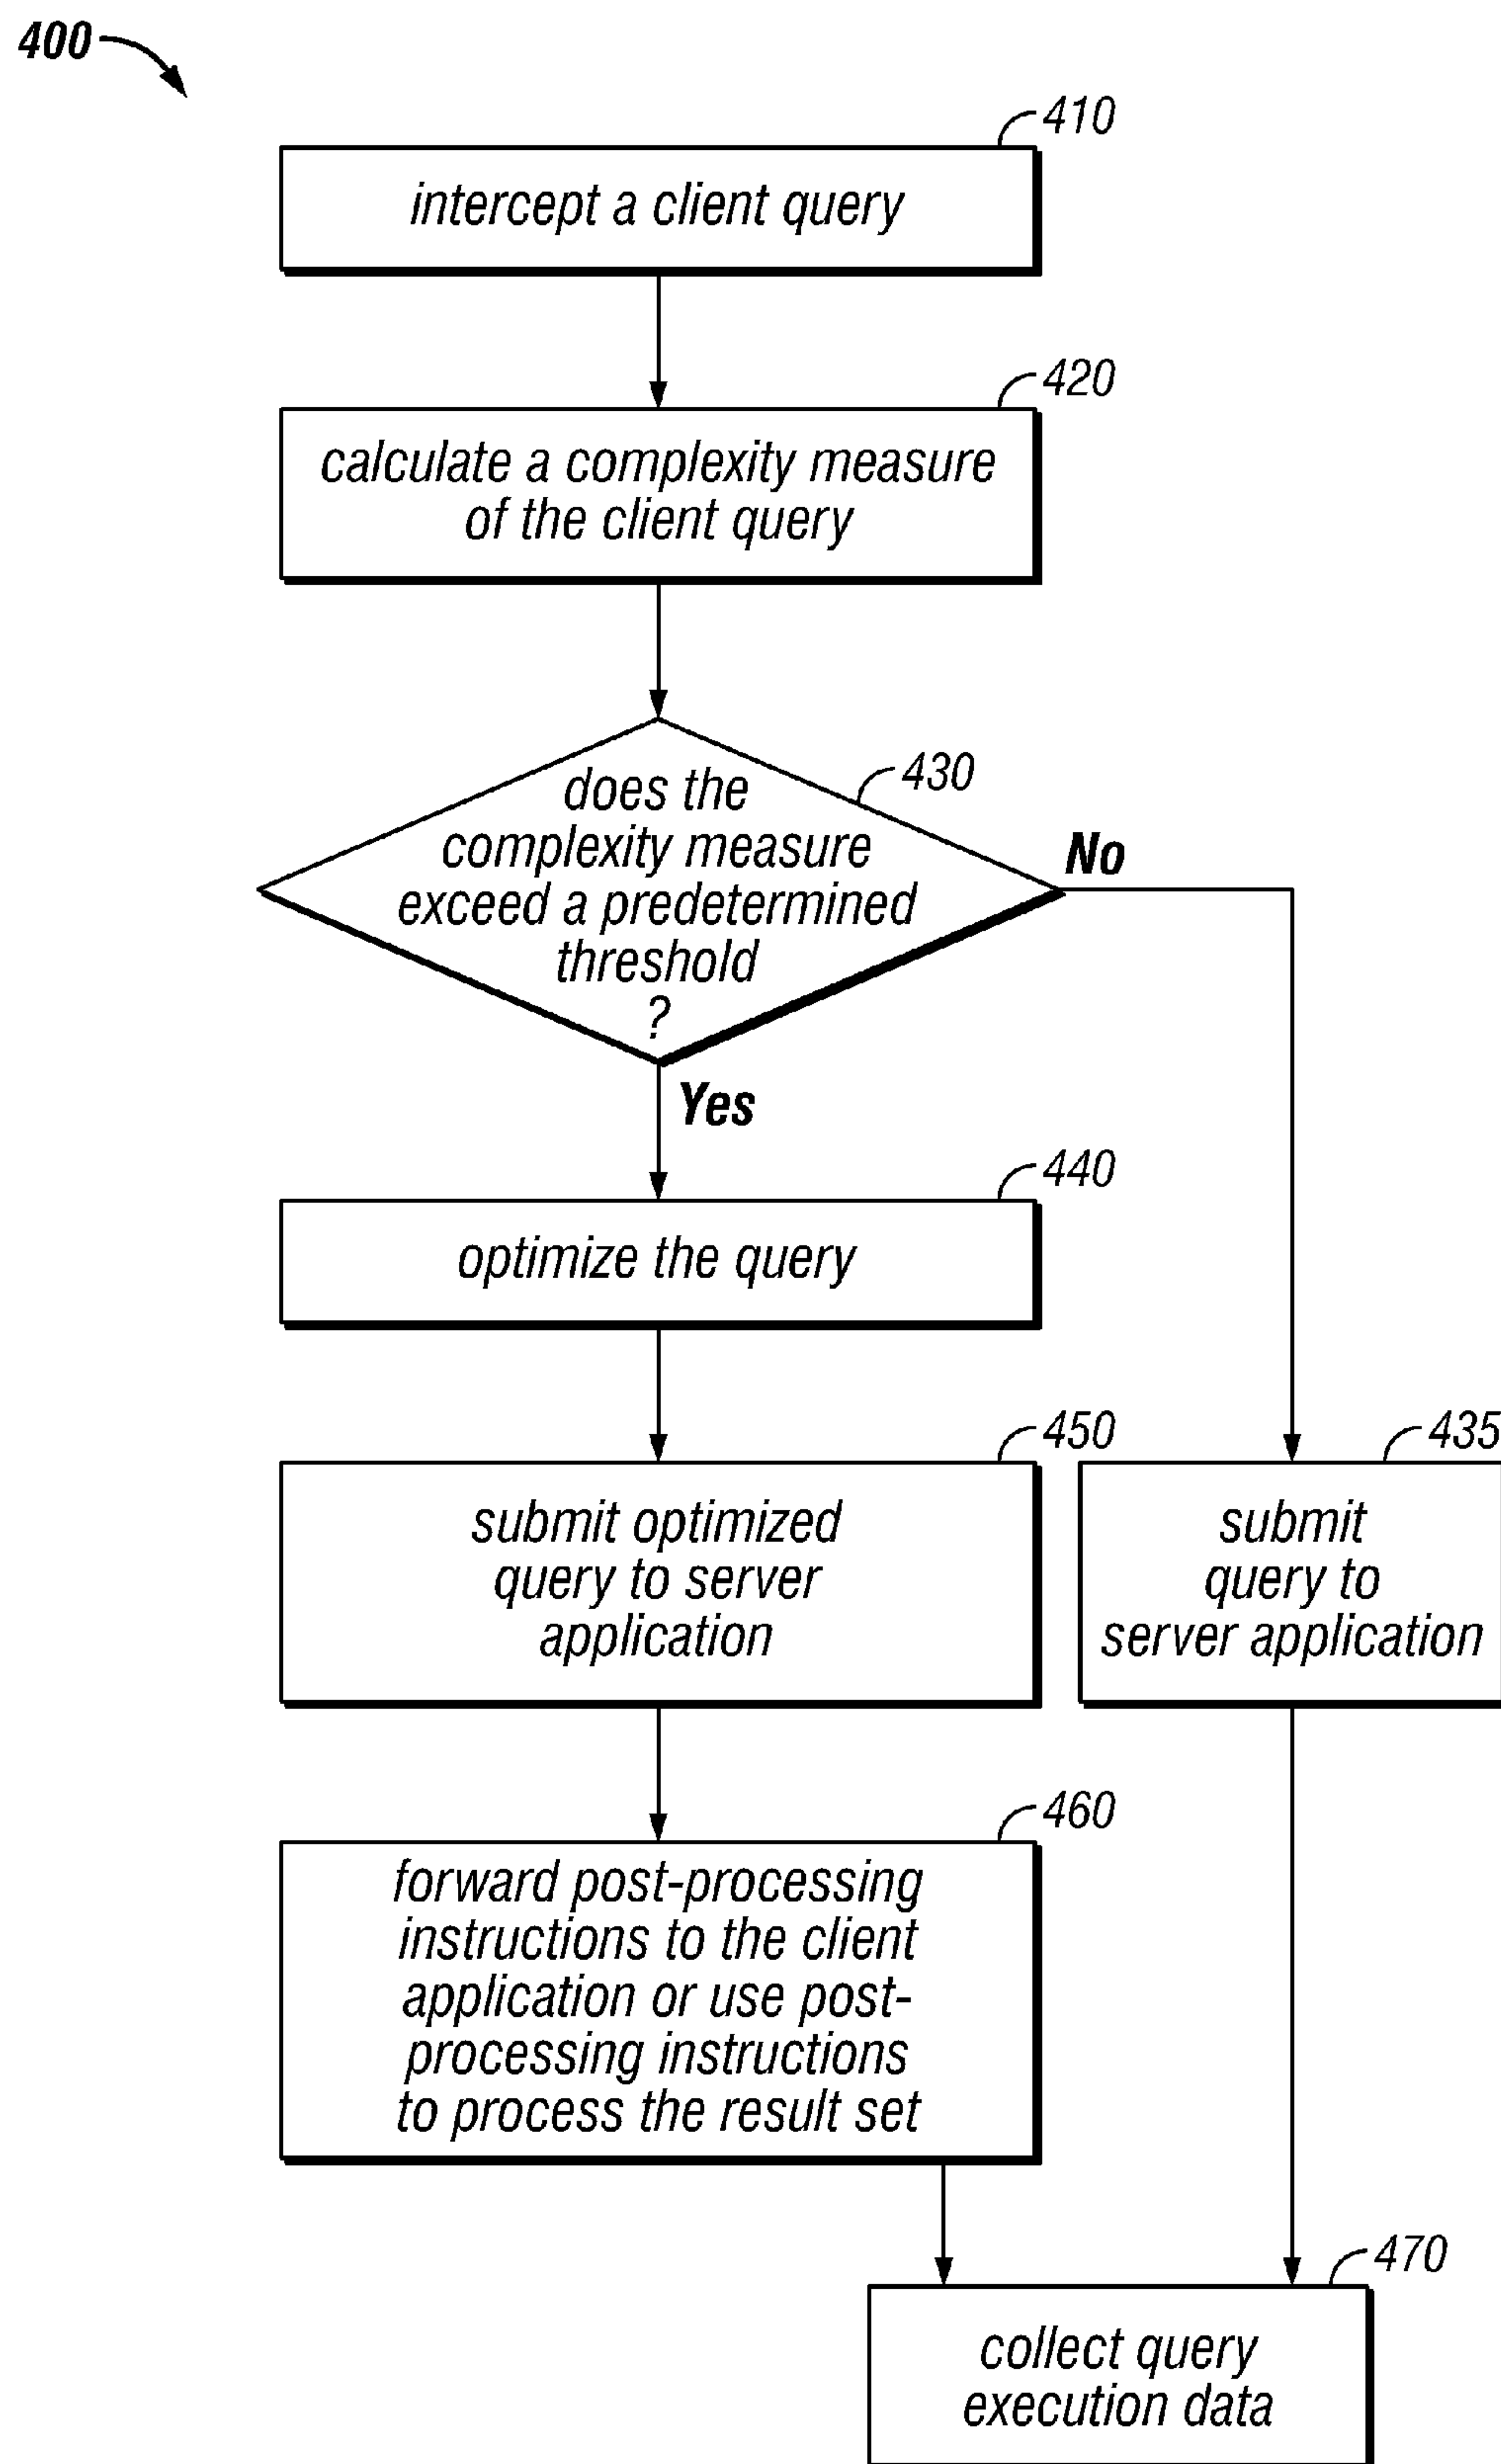 400
410
intercept a client query
420
calculate a complexity measure
of the client query
430
does the
complexity measure
exceed a predetermined
threshold
?
No
Yes
440
optimize the query
450
submit optimized
query to server
application
435
submit
query to
server application
460
forward post-processing
instructions to the client
application or use post-
processing instructions
to process the result set
470
collect query
execution data